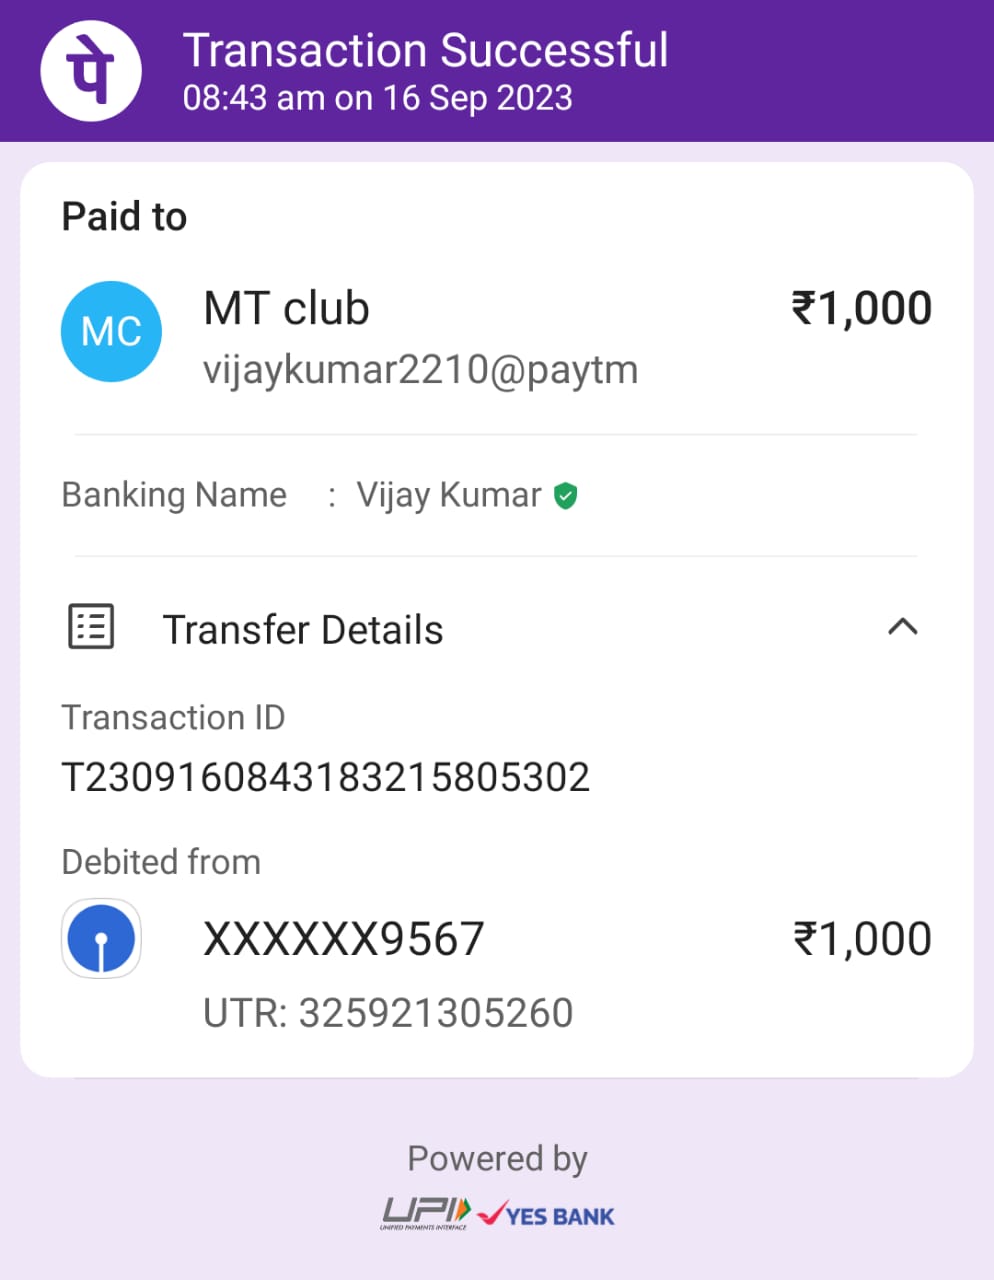 पे
Transaction Successful
08:43 am on 16 Sep 2023
Paid to
MC
MT club
₹1,000
vijaykumar2210@paytm
Banking Name : Vijay Kumar
Transfer Details
Transaction ID
T2309160843183215805302
Debited from
XXXXXX9567
₹1,000
UTR: 325921305260
Powered by
UPI
UNIFIED PAYMENTS INTERFACE
YES BANK